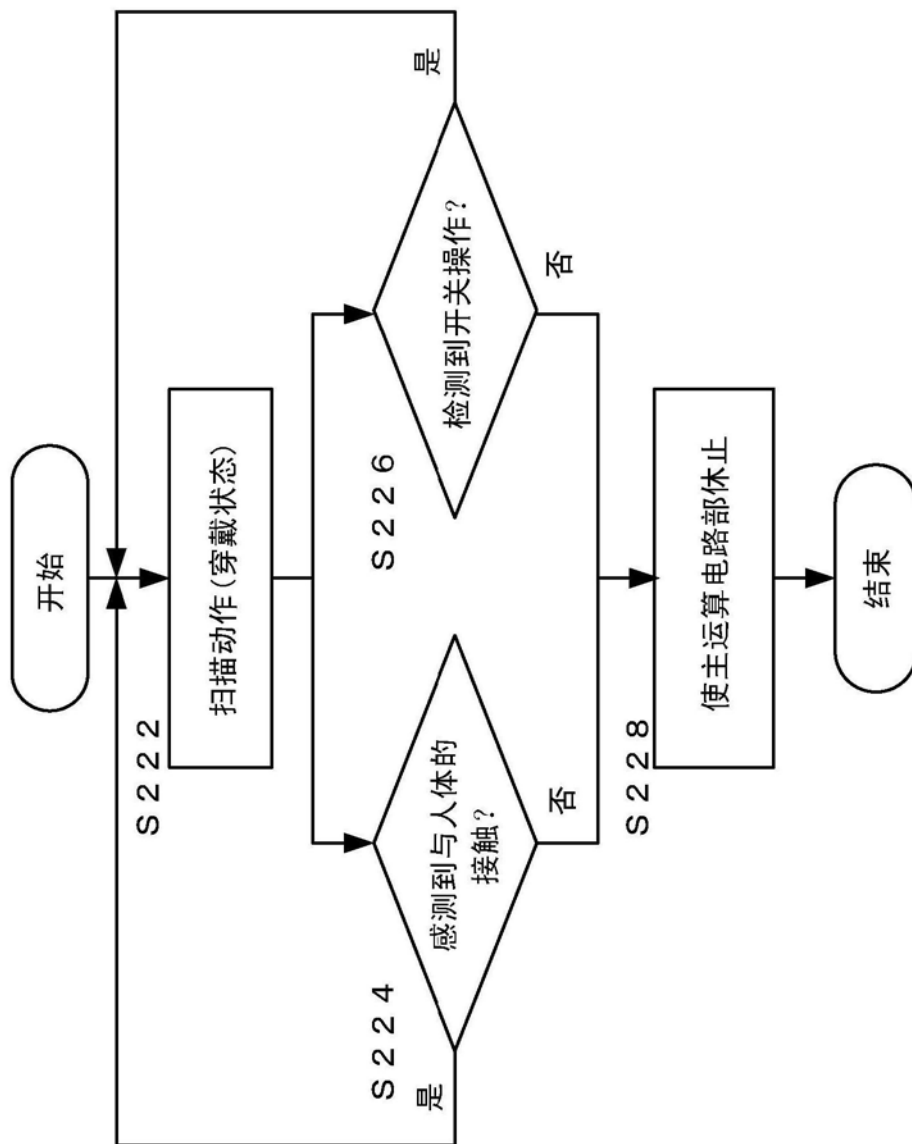 开始
S222
扫描动作(穿戴状态)
S224
感测到与人体的
接触?
是
否
S226
检测到开关操作?
是
否
S228
使主运算电路部休止
结束